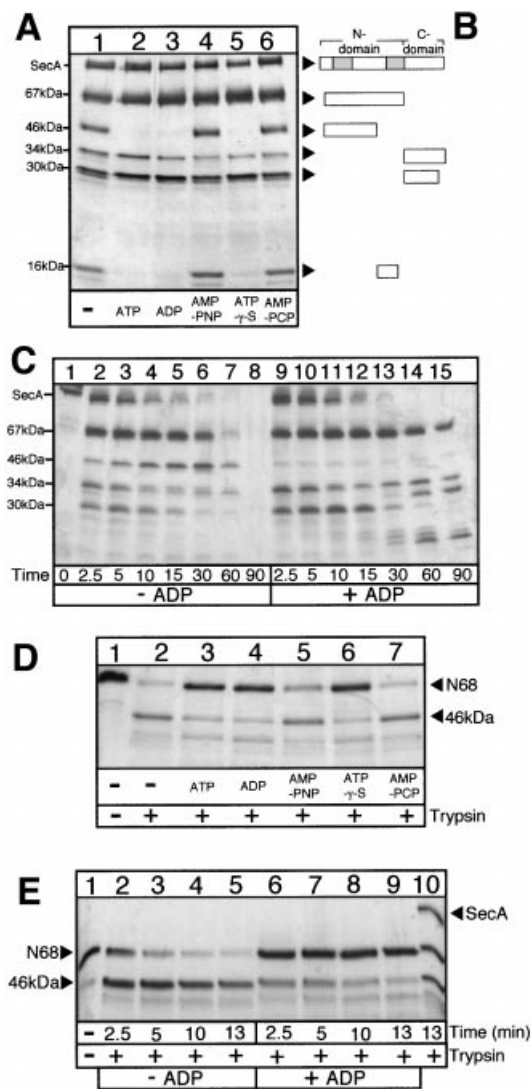 A
1 2 3 4 5 6
SecA
67kDa
46kDa
34kDa
30kDa
16kDa
– ATP ADP AMP -PNP ATP -γ-S AMP -PCP
B
N- domain
C- domain
C
1 2 3 4 5 6 7 8 9 10 11 12 13 14 15
SecA
67kDa
46kDa
34kDa
30kDa
Time 0 2.5 5 10 15 30 60 90 2.5 5 10 15 30 60 90
- ADP
+ ADP
D
1 2 3 4 5 6 7
N68
46kDa
– – ATP ADP AMP -PNP ATP -γ-S AMP -PCP
– + + + + + + Trypsin
E
1 2 3 4 5 6 7 8 9 10
SecA
N68
46kDa
– 2.5 5 10 13 2.5 5 10 13 13 Time (min)
– + + + + + + + + + Trypsin
- ADP
+ ADP